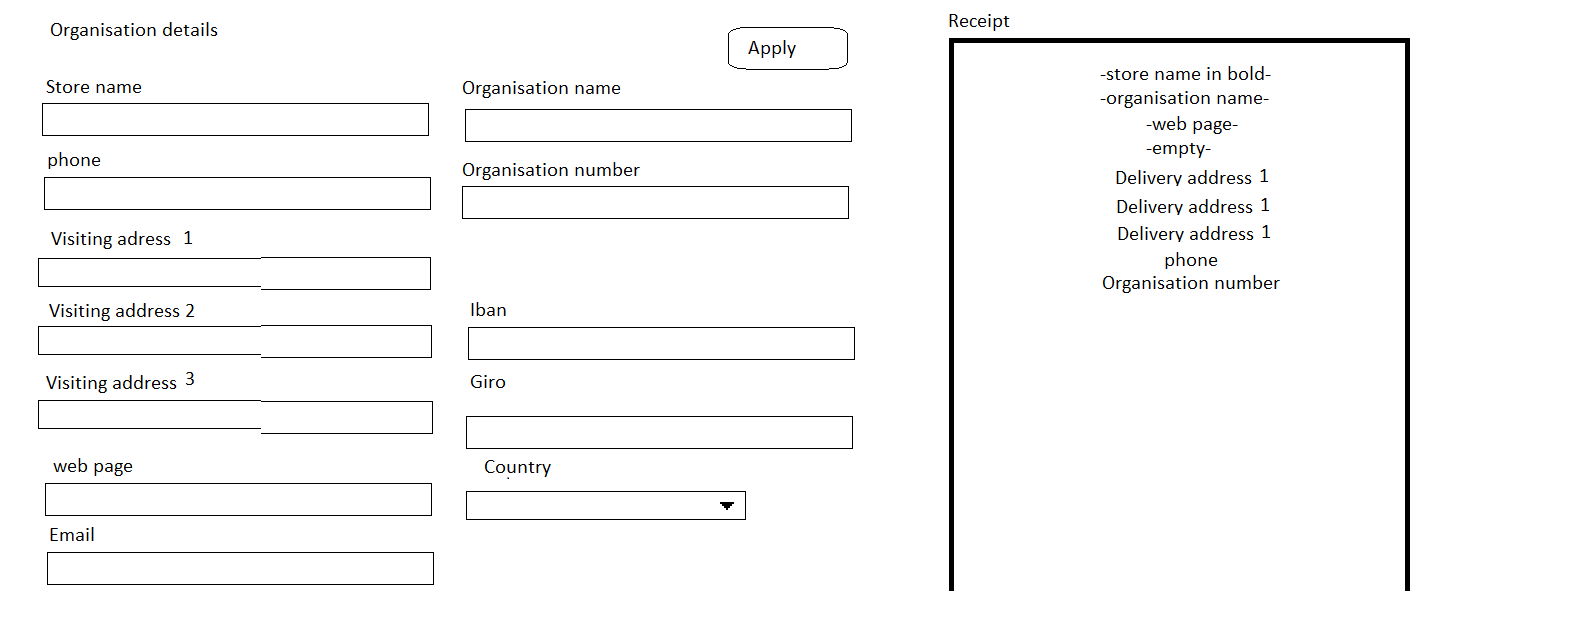 Organisation details
Apply
Store name
Organisation name
phone
Organisation number
Visiting adress 1
Visiting address 2
Iban
Visiting address 3
Giro
web page
Country
Email
Receipt
-store name in bold-
-organisation name-
-web page-
-empty-
Delivery address 1
Delivery address 1
Delivery address 1
phone
Organisation number